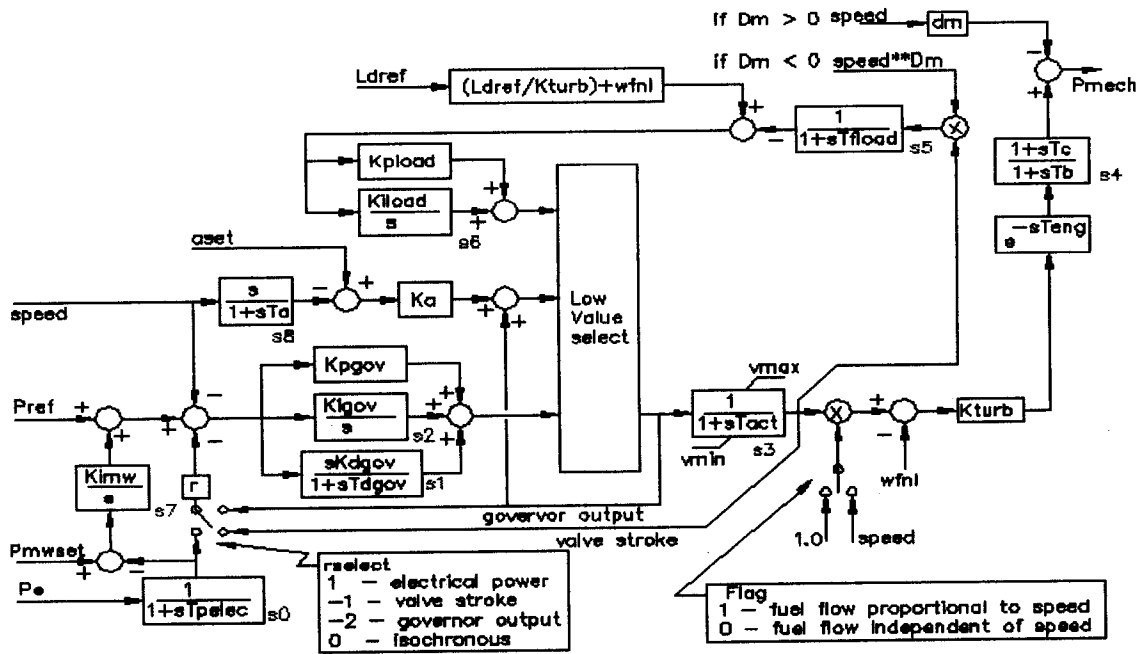 if Dm > 0 speed
dm
if Dm < 0 speed**Dm
Ldref
(Ldref/Kturb)+wfnl
Pmech
1
1+sTfload
s5
1+sTc
1+sTb
s4
Kpload
Kiload
s
s6
e -sTeng
aset
speed
s
1+sTa
s8
Ka
Low
Value
select
Kpgov
vmax
Pref
Kigov
s
s2
1
1+sTact
s3
vmin
Kturb
wfnl
sKdgov
1+sTdgov
s1
Kimw
s
s7
r
governor output
valve stroke
1.0
speed
Pmwset
Pe
1
1+sTpelec
s0
rselect
1 - electrical power
-1 - valve stroke
-2 - governor output
0 - isochronous
Flag
1 - fuel flow proportional to speed
0 - fuel flow independent of speed